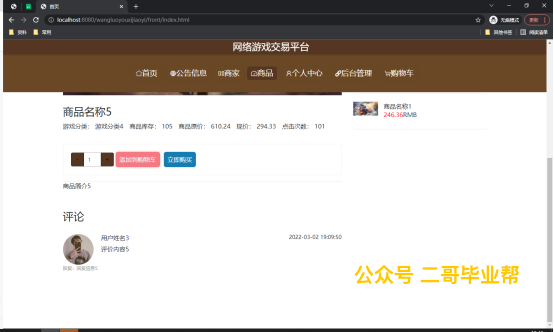 首页
localhost:8080/wangluoyouxijiaoyi/front/index.html
无痕模式
更新
资料
常用
其他书签
阅读清单
网络游戏交易平台
首页
公告信息
商家
商品
个人中心
后台管理
购物车
商品名称5
游戏分类： 游戏分类4 商品库存： 105 商品原价： 610.24 现价： 294.33 点击次数： 101
商品名称1
246.36RMB
- 1 + 添加到购物车 立即购买
商品简介5
评论
用户姓名3
2022-03-02 19:09:50
评价内容5
回复：回复信息5
公众号 二哥毕业帮